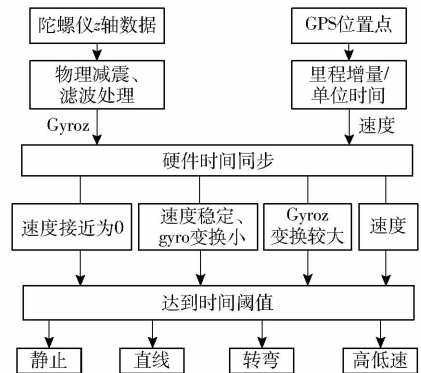 陀螺仪z轴数据
GPS位置点
物理减震、
滤波处理
里程增量/
单位时间
Gyroz
速度
硬件时间同步
速度接近为0
速度稳定、
gyro变换小
Gyroz
变换较大
速度
达到时间阈值
静止
直线
转弯
高低速